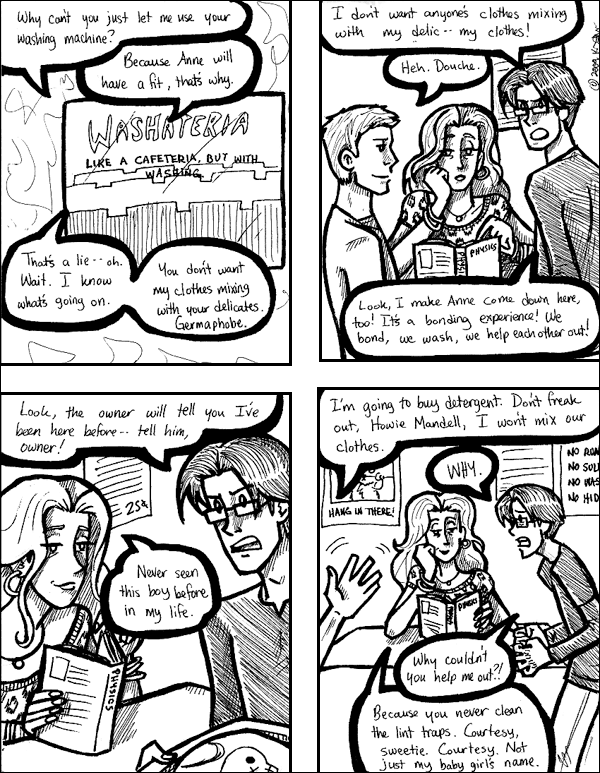 Why can't you just let me use your
washing machine?
Because Anne will
have a fit, that's why.
WASHATERIA
LIKE A CAFETERIA, BUT WITH
WASHING.
That's a lie -- oh.
Wait. I know
what's going on.
You don't want
my clothes mixing
with your delicates.
Germaphobe.
I don't want anyone's clothes mixing
with my delic -- my clothes!
Heh. Douche.
PHYSICS
PHYSICS
Look, I make Anne come down here,
too! It's a bonding experience! We
bond, we wash, we help each other out!
Look, the owner will tell you I've
been here before -- tell him,
owner!
25¢
Never seen
this boy before
in my life.
PHYSICS
I'm going to buy detergent. Don't freak
out, Howie Mandell, I won't mix our
clothes.
WHY.
HANG IN THERE!
NO
NO
NO
NO
PHYSICS
Why couldn't
you help me out?!
Because you never clean
the lint traps. Courtesy,
sweetie. Courtesy. Not
just my baby girl's name.